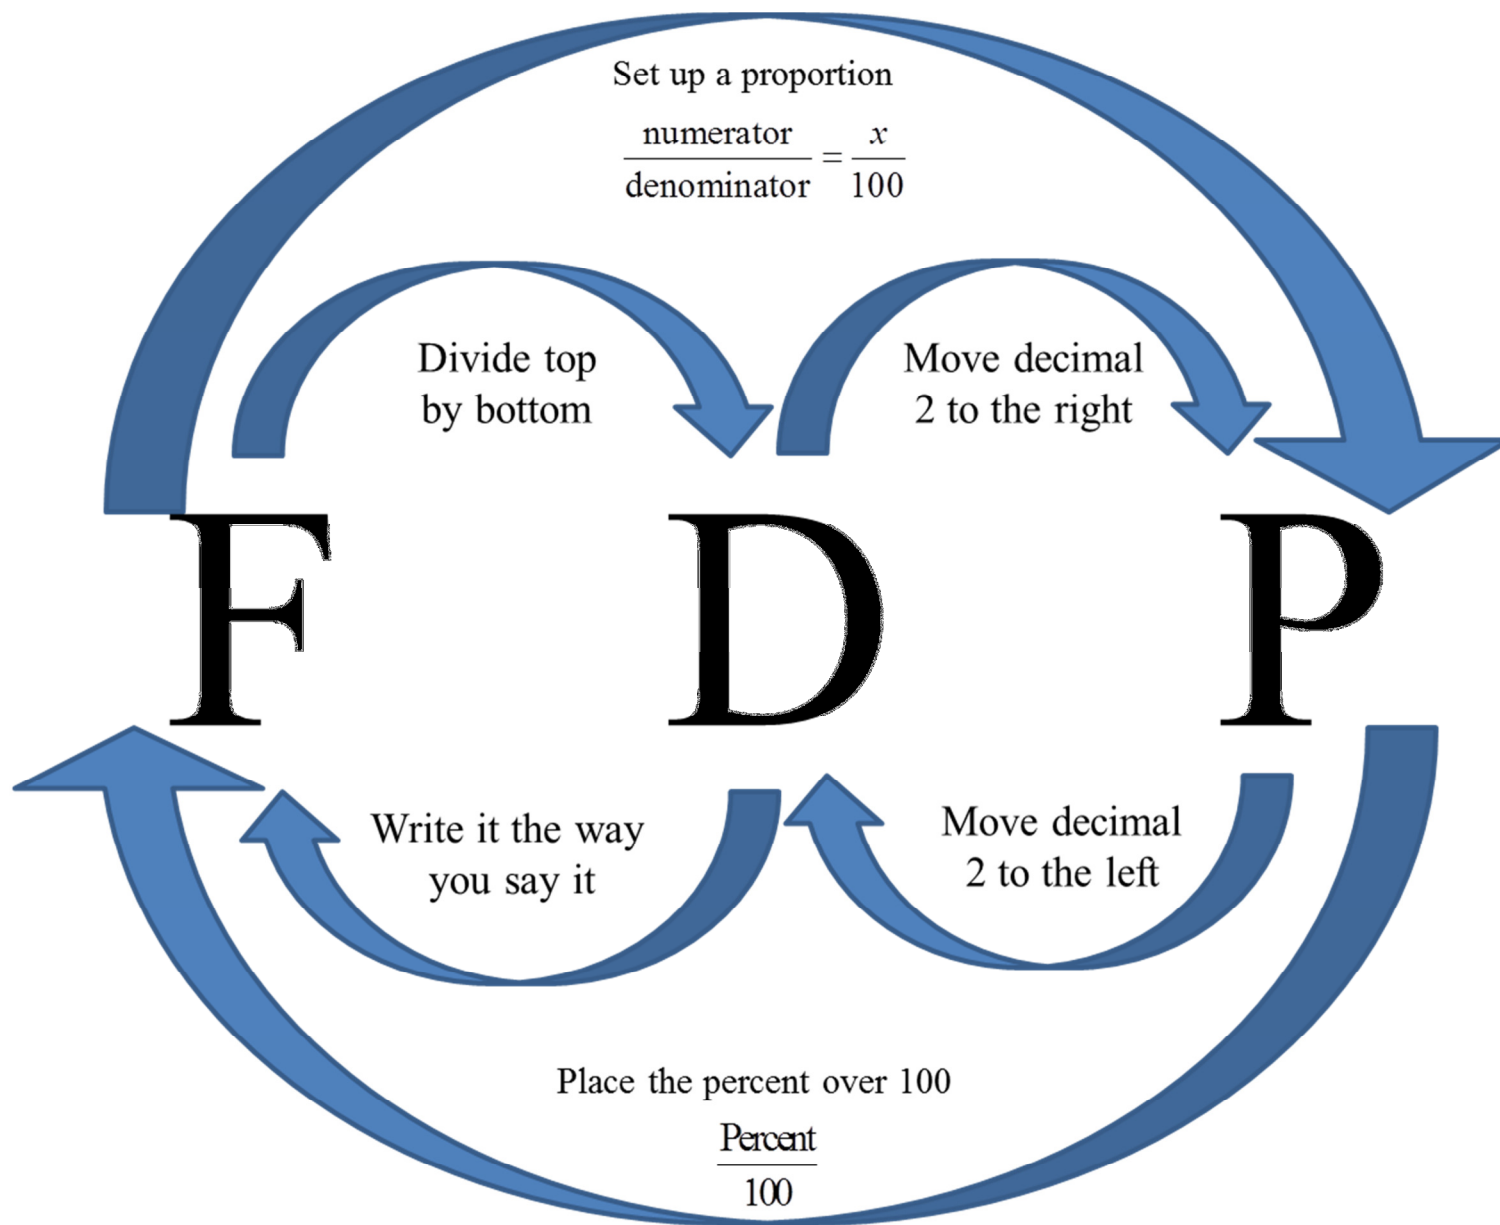 Set up a proportion
numerator
denominator
=
x
100
Divide top
by bottom
Move decimal
2 to the right
F D P
Write it the way
you say it
Move decimal
2 to the left
Place the percent over 100
Percent
100